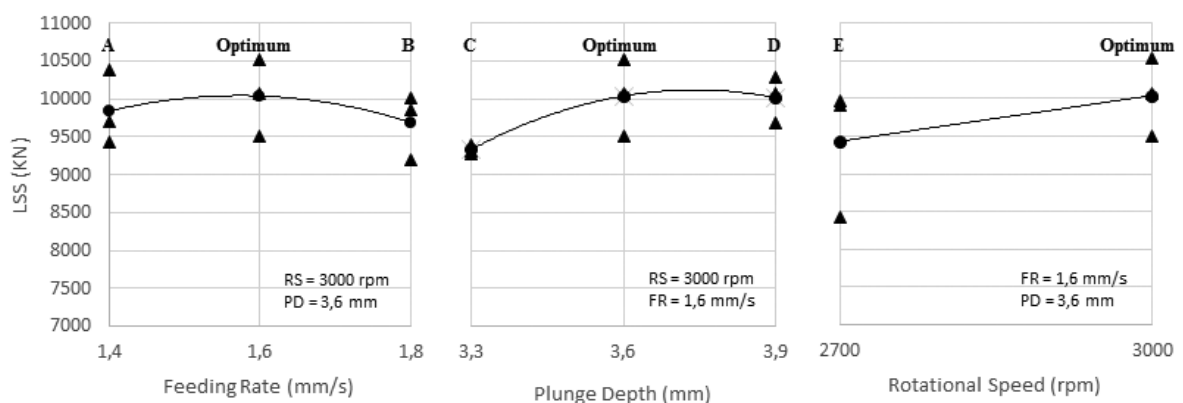 11000
10500
10000
9500
9000
8500
8000
7500
7000
LSS (KN)
A Optimum B
RS = 3000 rpm
PD = 3,6 mm
1,4 1,6 1,8
Feeding Rate (mm/s)
C Optimum D
RS = 3000 rpm
FR = 1,6 mm/s
3,3 3,6 3,9
Plunge Depth (mm)
E Optimum
FR = 1,6 mm/s
PD = 3,6 mm
2700 3000
Rotational Speed (rpm)